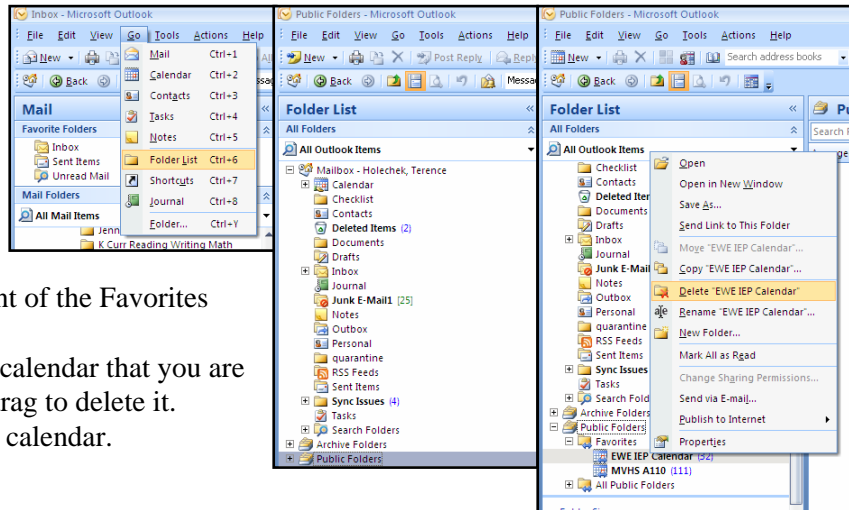 Inbox - Microsoft Outlook
File Edit View Go Tools Actions Help
New
Back
Mail Ctrl+1
Calendar Ctrl+2
Contacts Ctrl+3
Tasks Ctrl+4
Notes Ctrl+5
Folder List Ctrl+6
Shortcuts Ctrl+7
Journal Ctrl+8
Folder... Ctrl+Y
Mail
Favorite Folders
Inbox
Sent Items
Unread Mail
Mail Folders
All Mail Items
K Curr Reading Writing Math
nt of the Favorites
calendar that you are
rag to delete it.
calendar.
Public Folders - Microsoft Outlook
File Edit View Go Tools Actions Help
New Post Reply Reply
Back Messa
Folder List
All Folders
All Outlook Items
Mailbox - Holechek, Terence
Calendar
Checklist
Contacts
Deleted Items (2)
Documents
Drafts
Inbox
Journal
Junk E-Mail1 [25]
Notes
Outbox
Personal
quarantine
RSS Feeds
Sent Items
Sync Issues (4)
Tasks
Search Folders
Archive Folders
Public Folders
Public Folders - Microsoft Outlook
File Edit View Go Tools Actions Help
New Search address books
Back
Folder List
All Folders
All Outlook Items
Checklist
Contacts
Deleted Iter
Documents
Drafts
Inbox
Journal
Junk E-Mail
Notes
Outbox
Personal
quarantine
RSS Feeds
Sent Items
Sync Issues
Tasks
Search Fold
Archive Folders
Public Folders
Favorites
EWE IEP Calendar (32)
MVHS A110 (111)
All Public Folders
Open
Open in New Window
Save As...
Send Link to This Folder
Move "EWE IEP Calendar"...
Copy "EWE IEP Calendar"...
Delete "EWE IEP Calendar"
Rename "EWE IEP Calendar"...
New Folder...
Mark All as Read
Change Sharing Permissions...
Send via E-mail...
Publish to Internet
Properties
Pu
Search F